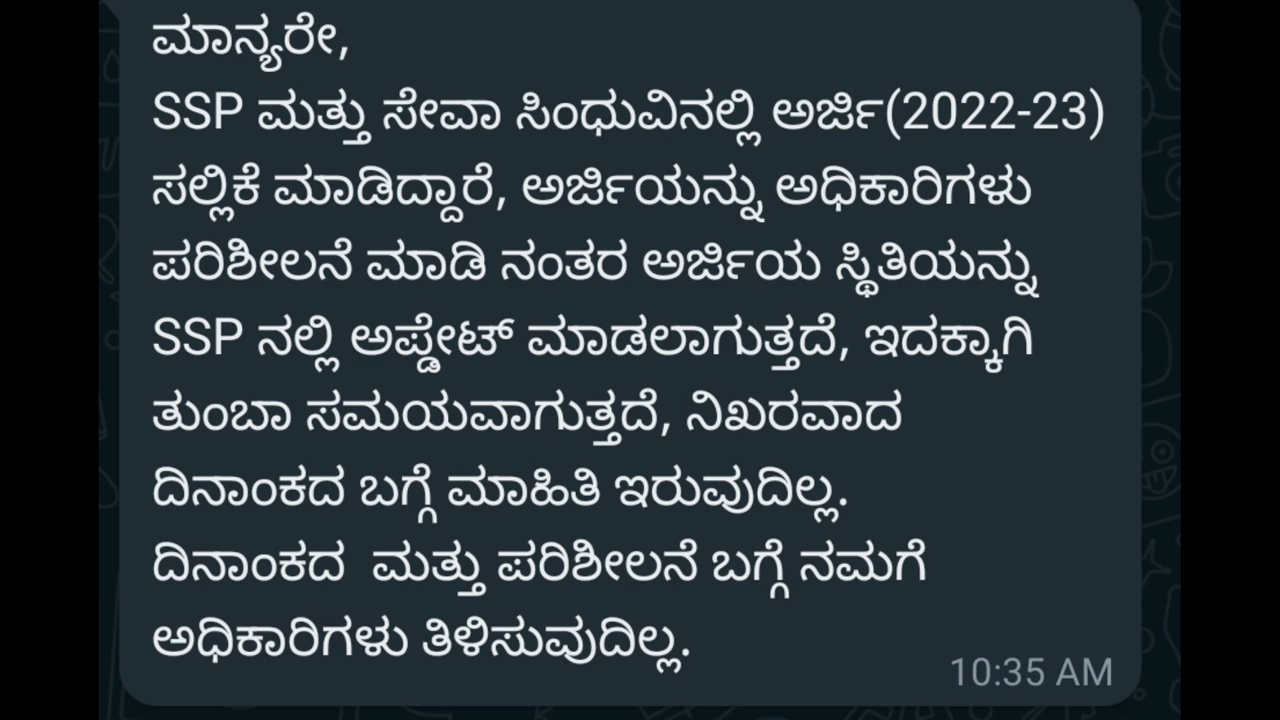 ಮಾನ್ಯರೇ,
SSP ಮತ್ತು ಸೇವಾ ಸಿಂಧುವಿನಲ್ಲಿ ಅರ್ಜಿ(2022-23)
ಸಲ್ಲಿಕೆ ಮಾಡಿದ್ದಾರೆ, ಅರ್ಜಿಯನ್ನು ಅಧಿಕಾರಿಗಳು
ಪರಿಶೀಲನೆ ಮಾಡಿ ನಂತರ ಅರ್ಜಿಯ ಸ್ಥಿತಿಯನ್ನು
SSP ನಲ್ಲಿ ಅಪ್ಡೇಟ್ ಮಾಡಲಾಗುತ್ತದೆ, ಇದಕ್ಕಾಗಿ
ತುಂಬಾ ಸಮಯವಾಗುತ್ತದೆ, ನಿಖರವಾದ
ದಿನಾಂಕದ ಬಗ್ಗೆ ಮಾಹಿತಿ ಇರುವುದಿಲ್ಲ.
ದಿನಾಂಕದ  ಮತ್ತು ಪರಿಶೀಲನೆ ಬಗ್ಗೆ ನಮಗೆ
ಅಧಿಕಾರಿಗಳು ತಿಳಿಸುವುದಿಲ್ಲ.
10:35 AM